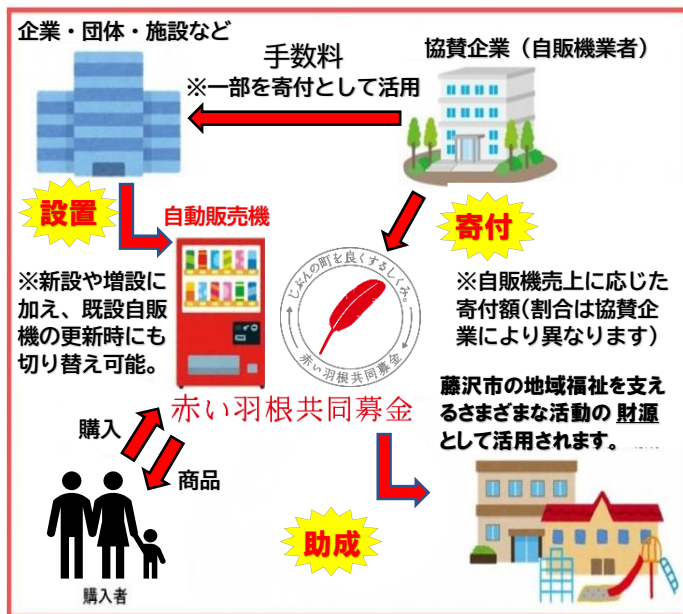 企業・団体・施設など
手数料
※一部を寄付として活用
協賛企業（自販機業者）
設置
自動販売機
寄付
※新設や増設に
加え、既設自販
機の更新時にも
切り替え可能。
じぶんの町を良くするしくみ。
赤い羽根共同募金
※自販機売上に応じた
寄付額(割合は協賛企
業により異なります）
赤い羽根共同募金
藤沢市の地域福祉を支え
るさまざまな活動の 財源
として活用されます。
購入
商品
助成
購入者